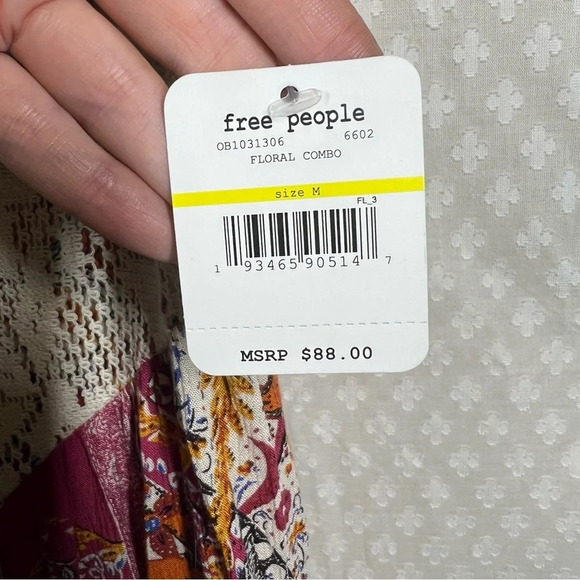 free people
OB1031306 6602
FLORAL COMBO
size M
FL_3
1 93465 90514 7
MSRP $88.00